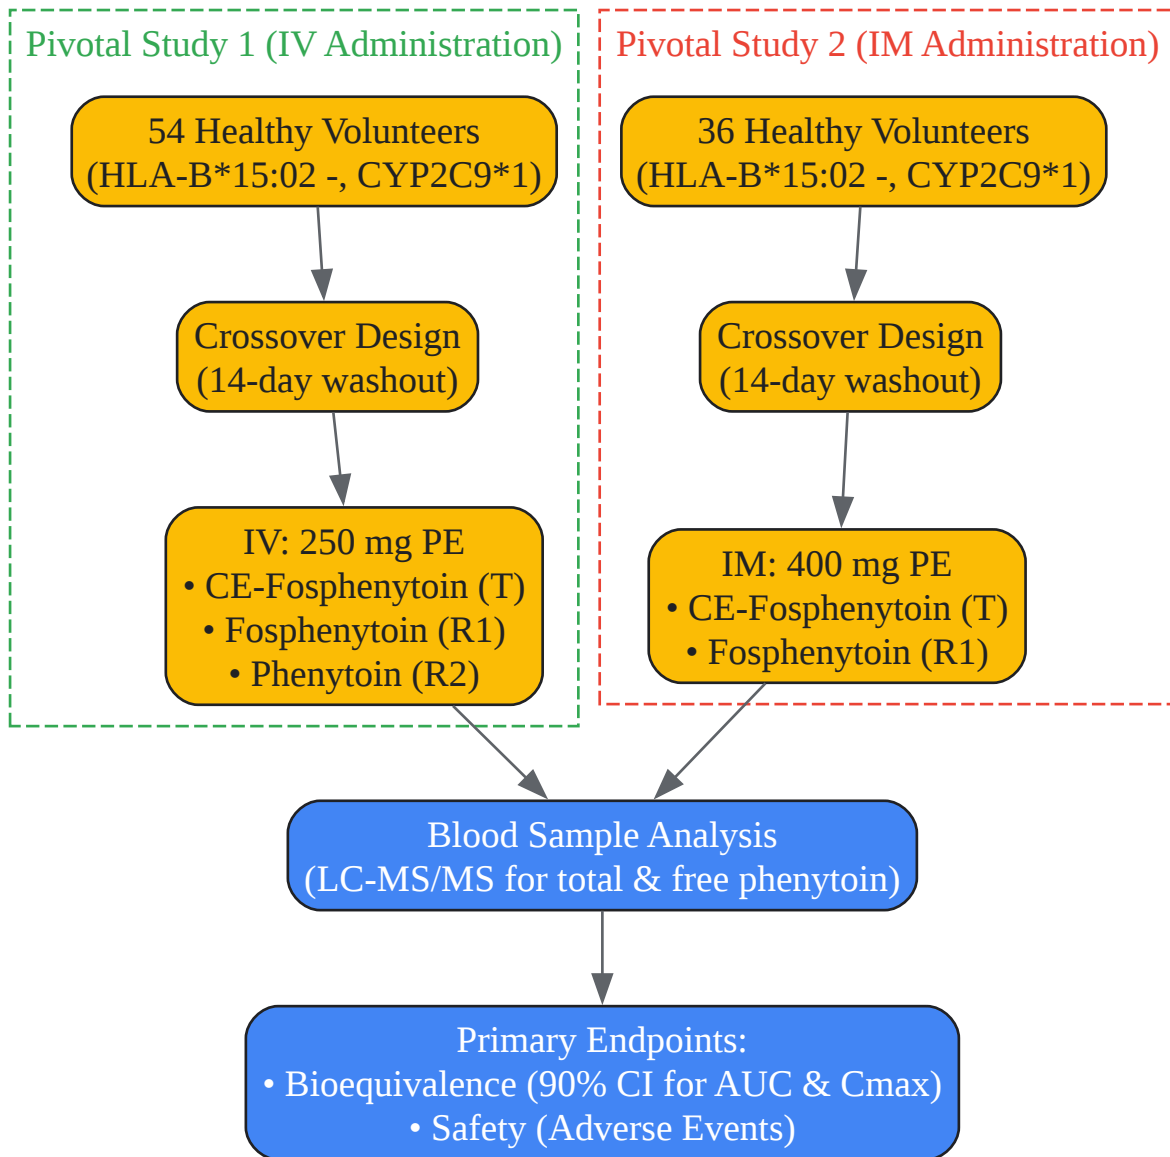 Pivotal Study 1 (IV Administration)
54 Healthy Volunteers
(HLA-B*15:02 -, CYP2C9*1)
Crossover Design
(14-day washout)
IV: 250 mg PE
• CE-Fosphenytoin (T)
• Fosphenytoin (R1)
• Phenytoin (R2)
Pivotal Study 2 (IM Administration)
36 Healthy Volunteers
(HLA-B*15:02 -, CYP2C9*1)
Crossover Design
(14-day washout)
IM: 400 mg PE
• CE-Fosphenytoin (T)
• Fosphenytoin (R1)
Blood Sample Analysis
(LC-MS/MS for total & free phenytoin)
Primary Endpoints:
• Bioequivalence (90% CI for AUC & Cmax)
• Safety (Adverse Events)